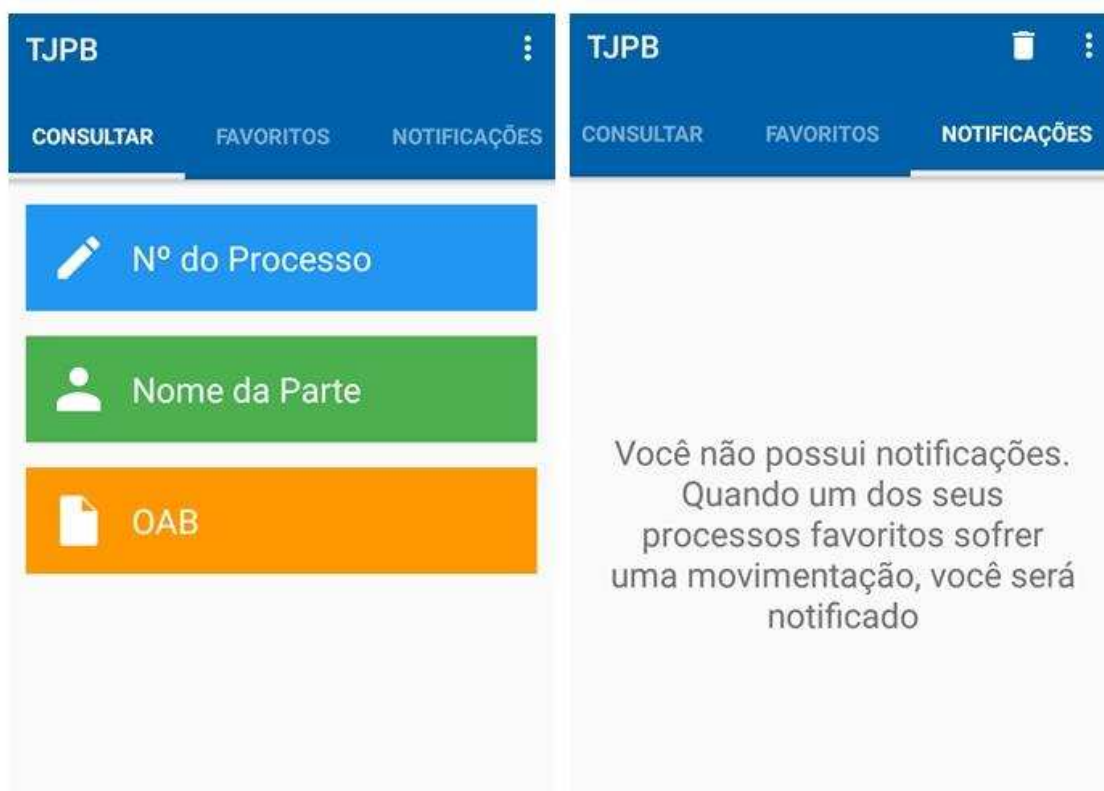 TJPB
CONSULTAR FAVORITOS NOTIFICAÇÕES
Nº do Processo
Nome da Parte
OAB
TJPB
CONSULTAR FAVORITOS NOTIFICAÇÕES
Você não possui notificações.
Quando um dos seus
processos favoritos sofrer
uma movimentação, você será
notificado